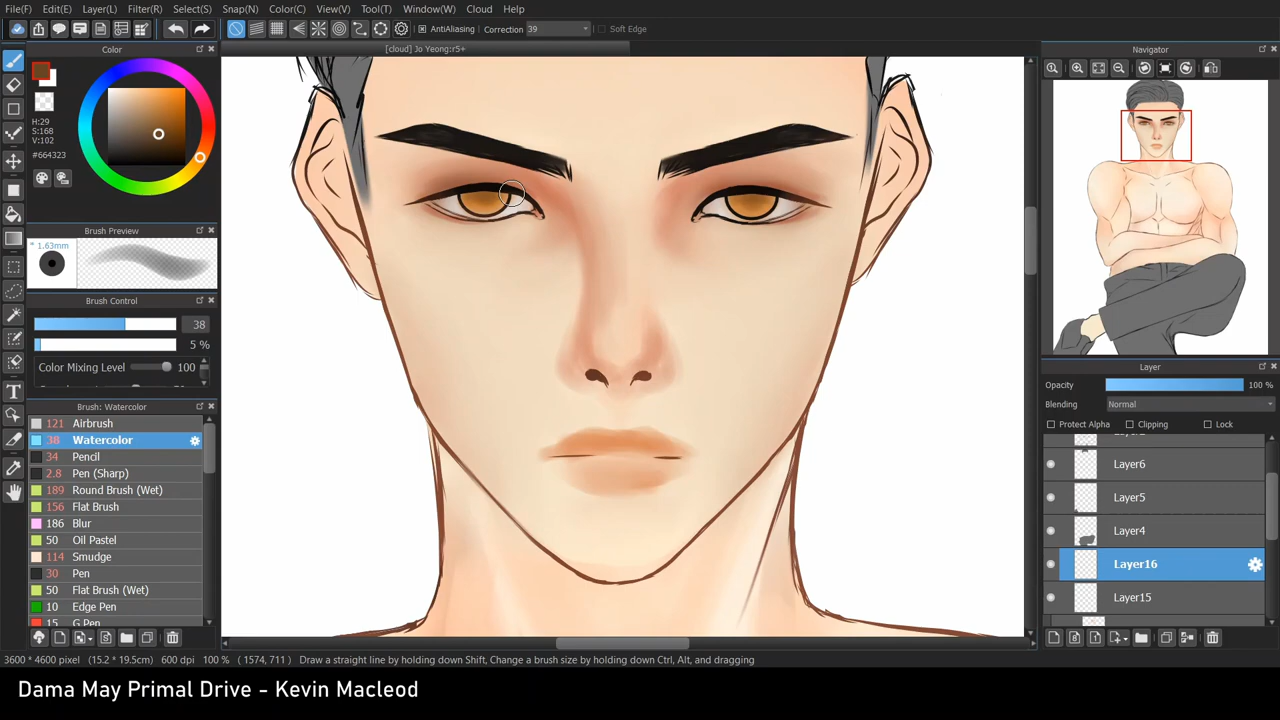 File(F) Edit(E) Layer(L) Filter(R) Select(S) Snap(N) Color(C) View(V) Tool(T) Window(W) Cloud Help
AntiAliasing Correction 39 Soft Edge
Color
[cloud] Jo Yeong:r5+
Navigator
H:29
S:168
V:102
#664323
Brush Preview
* 1.63mm
Brush Control
38
5 %
Color Mixing Level 100
Brush: Watercolor
121 Airbrush
38 Watercolor
34 Pencil
2.8 Pen (Sharp)
189 Round Brush (Wet)
156 Flat Brush
186 Blur
50 Oil Pastel
114 Smudge
30 Pen
50 Flat Brush (Wet)
10 Edge Pen
15 G Pen
Layer
Opacity 100 %
Blending Normal
Protect Alpha Clipping Lock
Layer6
Layer5
Layer4
Layer16
Layer15
3600 * 4600 pixel (15.2 * 19.5cm) 600 dpi 100 % ( 1574, 711 ) Draw a straight line by holding down Shift, Change a brush size by holding down Ctrl, Alt, and dragging
Dama May Primal Drive - Kevin Macleod